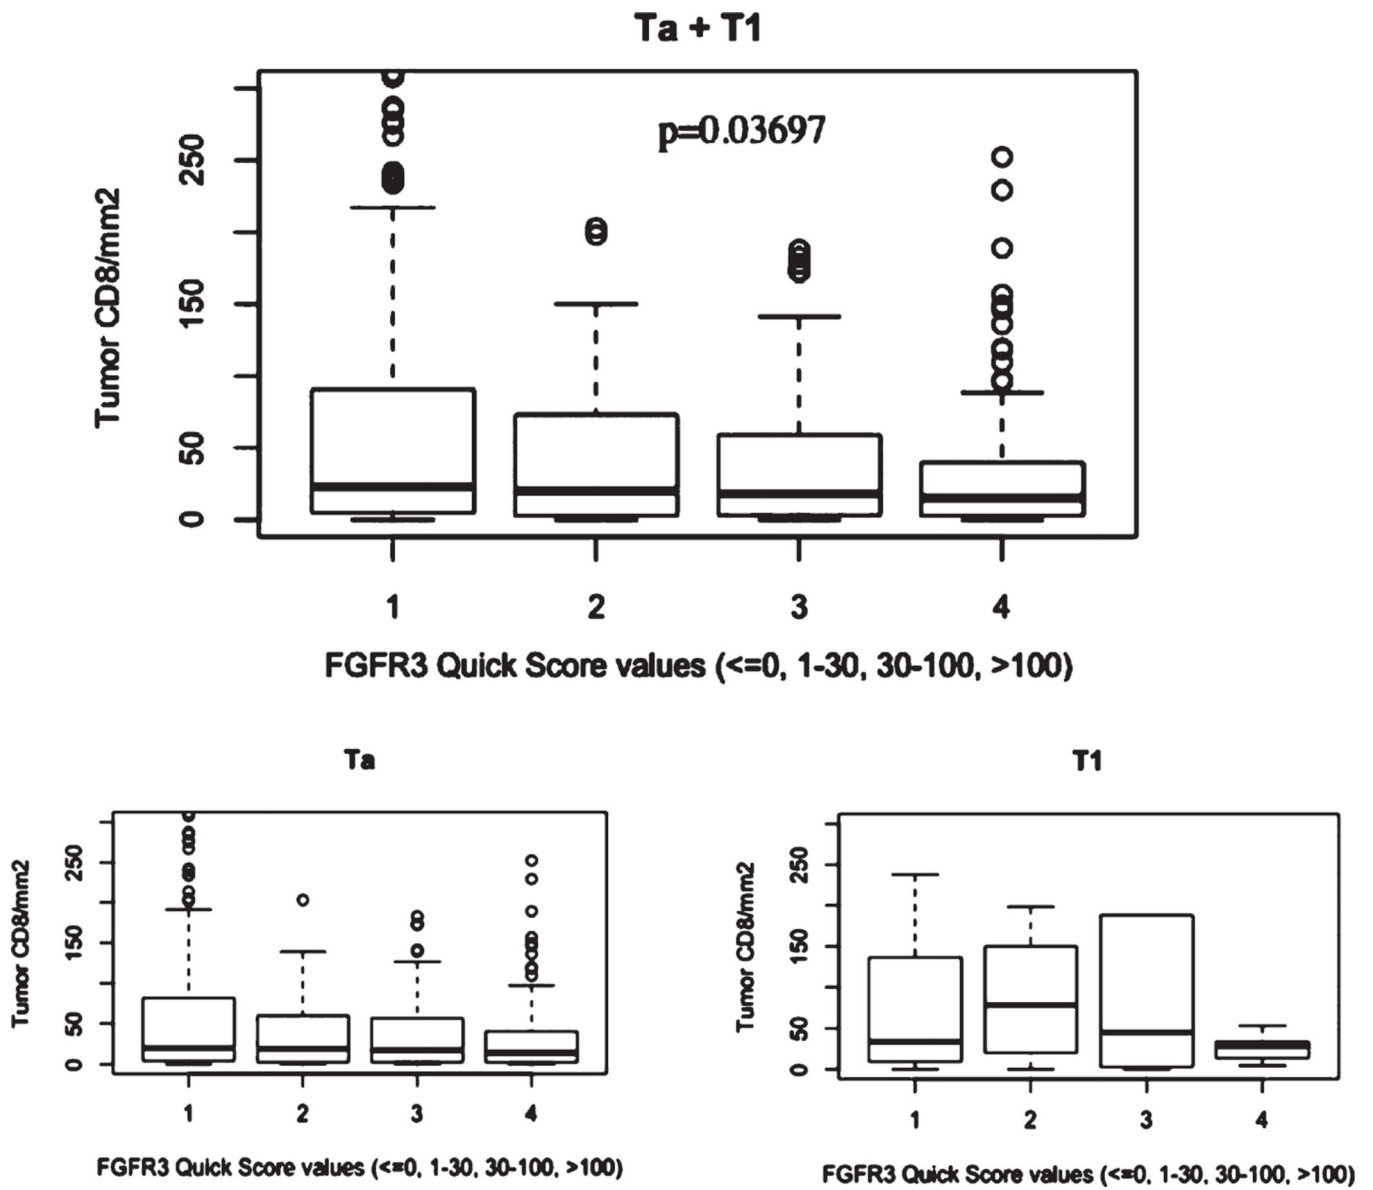 Ta + T1
p=0.03697
Tumor CD8/mm2
250
150
50
0
1 2 3 4
FGFR3 Quick Score values (<=0, 1-30, 30-100, >100)
Ta
Tumor CD8/mm2
250
150
50
0
1 2 3 4
FGFR3 Quick Score values (<=0, 1-30, 30-100, >100)
T1
Tumor CD8/mm2
250
150
50
0
1 2 3 4
FGFR3 Quick Score values (<=0, 1-30, 30-100, >100)